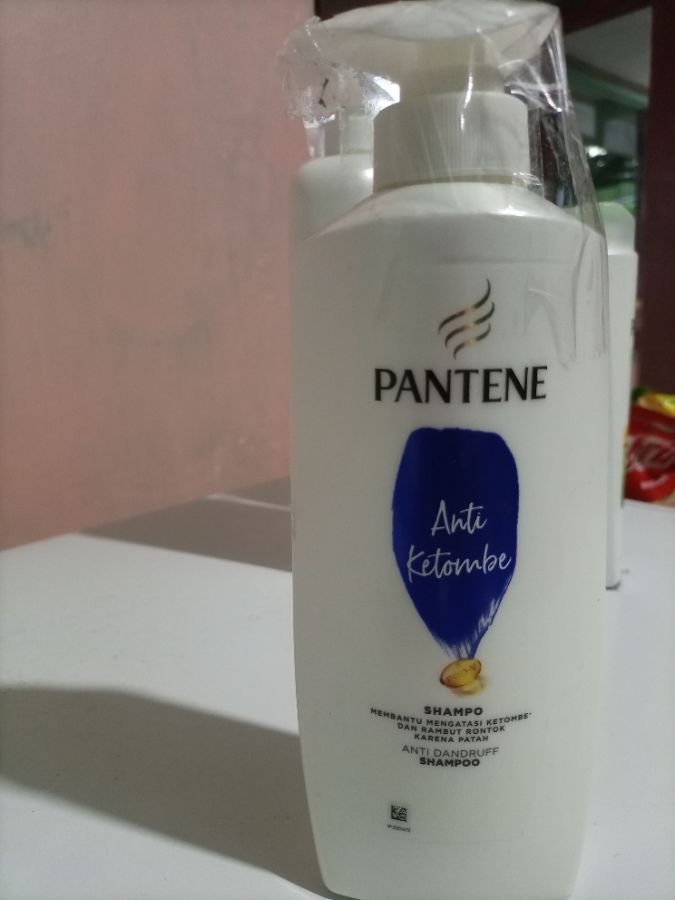 PANTENE
Anti
Ketombe
SHAMPO
MEMBANTU MENGATASI KETOMBE*
DAN RAMBUT RONTOK
KARENA PATAH
ANTI DANDRUFF
SHAMPOO